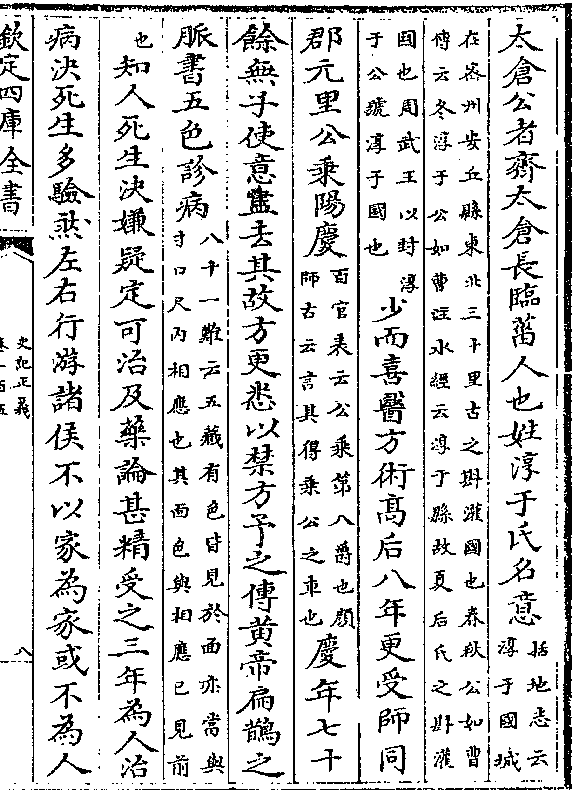 太倉公者齊太倉長臨菑人也姓淳于氏名意括地志云淳于國城
在密州安丘縣東北三十里古之斟灌國也春秋公如曹
傳云冬淳于公如曹注水經云淳于縣故夏后氏之斟灌
國也周武王以封淳
于公號淳于國也
少而喜醫方術高后八年更受師同
郡元里公乘陽慶
百官表云公乘第八爵也顔
師古云言其得乘公之車也
慶年七十
餘無子使意盡去其故方更悉以禁方予之傳黄帝扁鵲之
脈書五色診病
八十一難云五藏有色皆見於面亦當與
寸口尺内相應也其面色與相應已見前
也
知人死生決嫌疑定可治及藥論甚精受之三年為人治
病決死生多驗然左右行游諸侯不以家為家或不為人
欽定四庫全書
史記正義
卷一百五
八